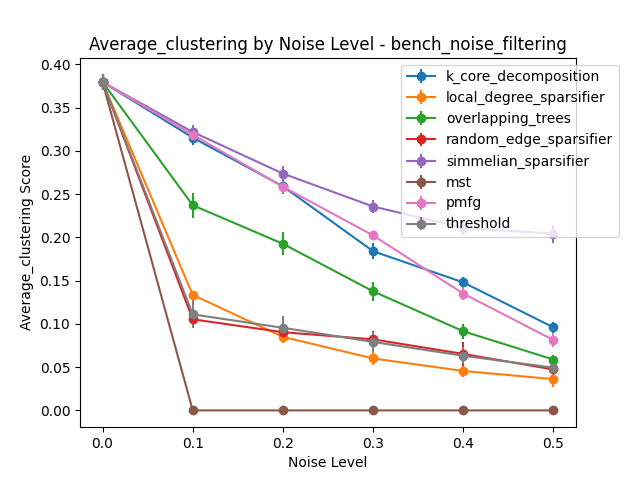 Average_clustering by Noise Level - bench_noise_filtering
Average_clustering Score
0.40
0.35
0.30
0.25
0.20
0.15
0.10
0.05
0.00
k_core_decomposition
local_degree_sparsifier
overlapping_trees
random_edge_sparsifier
simmelian_sparsifier
mst
pmfg
threshold
0.0
0.1
0.2
0.3
0.4
0.5
Noise Level